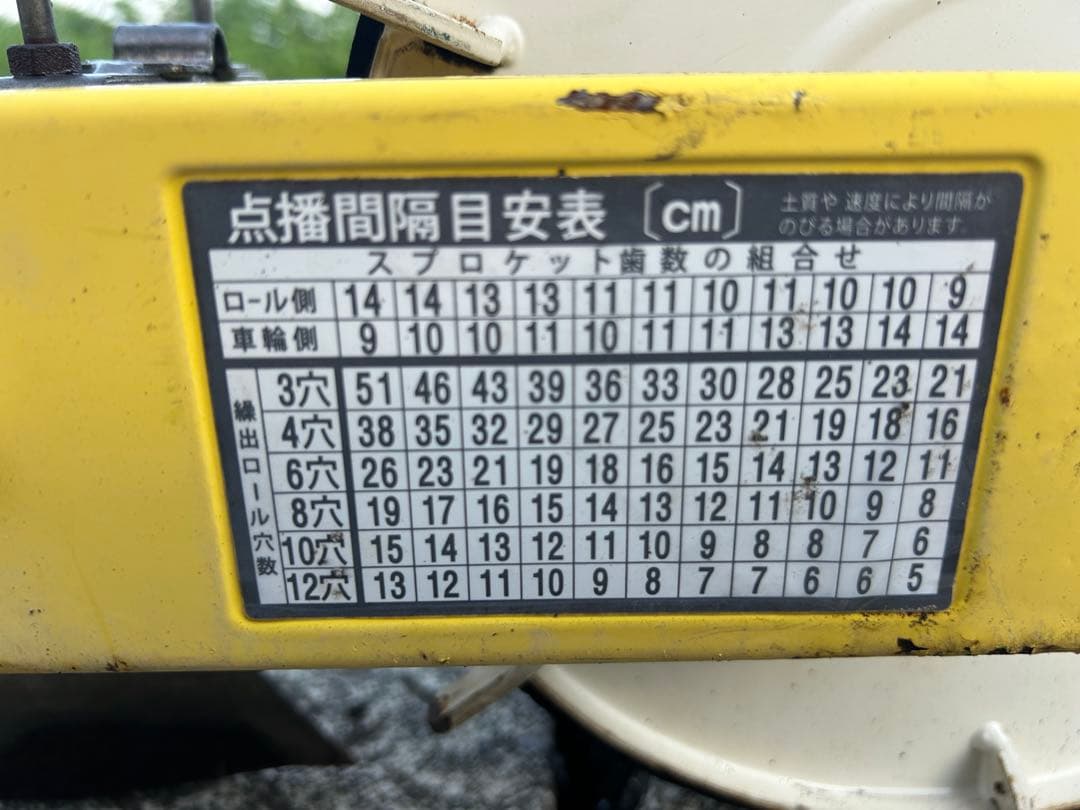 点播間隔目安表 〔cm〕 土質や 速度により間隔が
のびる場合があります.
スプロケット歯数の組合せ
ロール側 14 14 13 13 11 11 10 11 10 10 9
車輪側 9 10 10 11 10 11 11 13 13 14 14
繰出ロール穴数
3穴 51 46 43 39 36 33 30 28 25 23 21
4穴 38 35 32 29 27 25 23 21 19 18 16
6穴 26 23 21 19 18 16 15 14 13 12 11
8穴 19 17 16 15 14 13 12 11 10 9 8
10穴 15 14 13 12 11 10 9 8 8 7 6
12穴 13 12 11 10 9 8 7 7 6 6 5